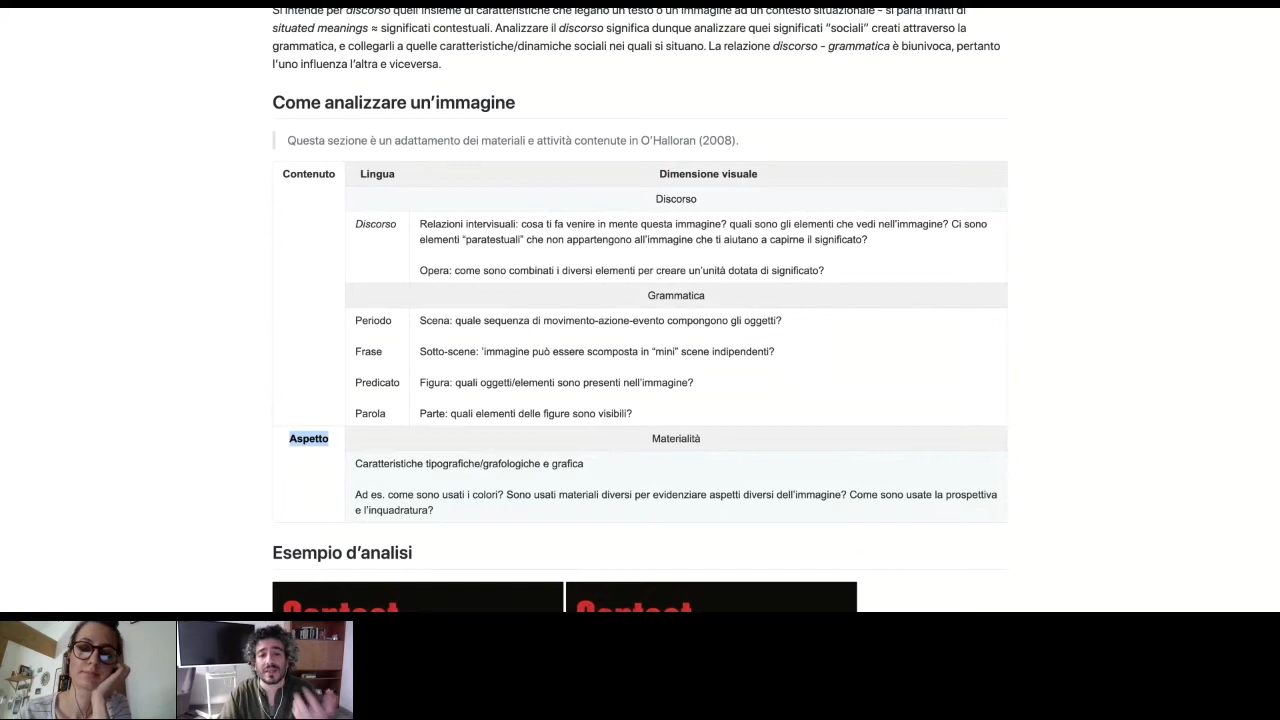 Si intende per discorso quell'insieme di caratteristiche che legano un testo o un'immagine ad un contesto situazionale - si parla infatti di
situated meanings ≈ significati contestuali. Analizzare il discorso significa dunque analizzare quei significati “sociali” creati attraverso la
grammatica, e collegarli a quelle caratteristiche/dinamiche sociali nei quali si situano. La relazione discorso - grammatica è biunivoca, pertanto
l'uno influenza l'altra e viceversa.
Come analizzare un'immagine
Questa sezione è un adattamento dei materiali e attività contenute in O'Halloran (2008).
Contenuto Lingua Dimensione visuale
Discorso
Discorso Relazioni intervisuali: cosa ti fa venire in mente questa immagine? quali sono gli elementi che vedi nell'immagine? Ci sono
elementi “paratestuali” che non appartengono all'immagine che ti aiutano a capirne il significato?
Opera: come sono combinati i diversi elementi per creare un'unità dotata di significato?
Grammatica
Periodo Scena: quale sequenza di movimento-azione-evento compongono gli oggetti?
Frase Sotto-scene: 'immagine può essere scomposta in “mini” scene indipendenti?
Predicato Figura: quali oggetti/elementi sono presenti nell'immagine?
Parola Parte: quali elementi delle figure sono visibili?
Aspetto Materialità
Caratteristiche tipografiche/grafologiche e grafica
Ad es. come sono usati i colori? Sono usati materiali diversi per evidenziare aspetti diversi dell'immagine? Come sono usate la prospettiva
e l'inquadratura?
Esempio d'analisi